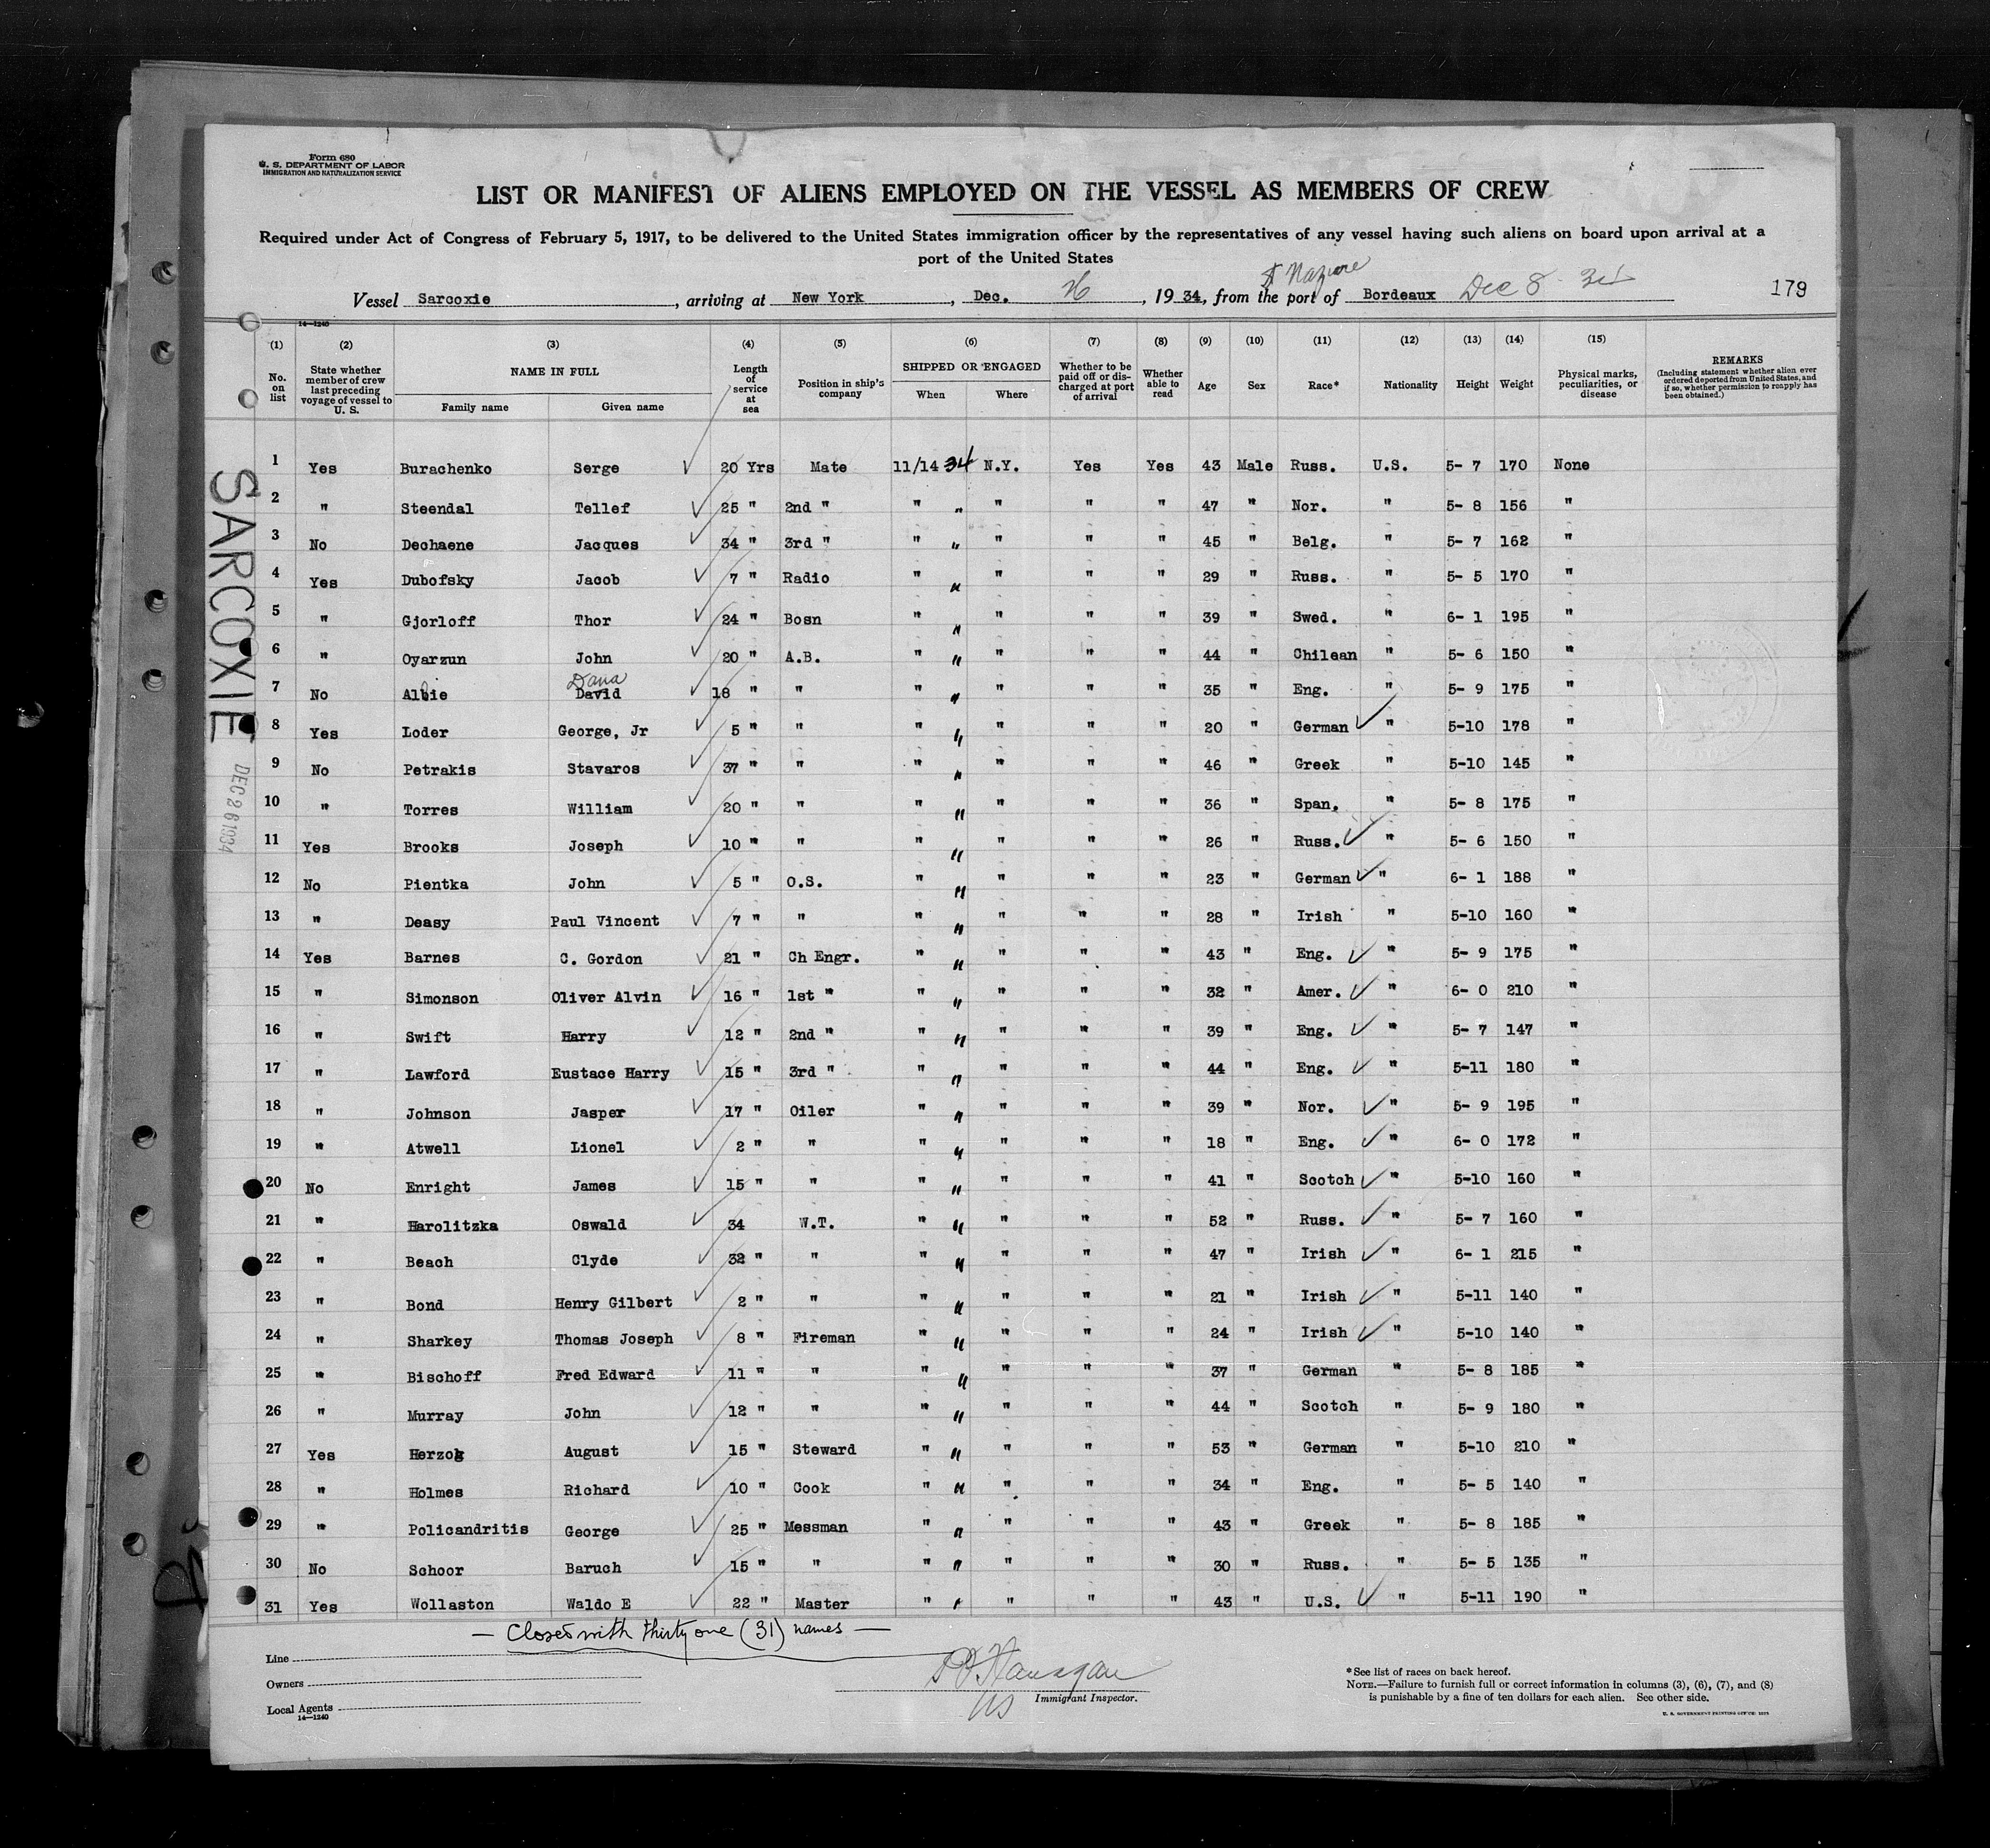 Form 680
U. S. DEPARTMENT OF LABOR
IMMIGRATION AND NATURALIZATION SERVICE
LIST OR MANIFEST OF ALIENS EMPLOYED ON THE VESSEL AS MEMBERS OF CREW
Required under Act of Congress of February 5, 1917, to be delivered to the United States immigration officer by the representatives of any vessel having such aliens on board upon arrival at a
port of the United States
Vessel Sarcoxie, arriving at New York, Dec. 26, 1934, from the port of St Nazaire Bordeaux Dec 8 34 179
14—1240
(1) No. on list (2) State whether member of crew last preceding voyage of vessel to U. S. (3) NAME IN FULL Family name Given name (4) Length of service at sea (5) Position in ship's company (6) SHIPPED OR ENGAGED When Where (7) Whether to be paid off or discharged at port of arrival (8) Whether able to read (9) Age (10) Sex (11) Race* (12) Nationality (13) Height (14) Weight (15) Physical marks, peculiarities, or disease REMARKS (Including statement whether alien ever ordered deported from United States, and if so, whether permission to reapply has been obtained.)
1 Yes Burachenko Serge 20 Yrs Mate 11/14 34 N.Y. Yes Yes 43 Male Russ. U.S. 5- 7 170 None
2 " Steendal Tellef 25 " 2nd " " " " " " 47 " Nor. " 5- 8 156 "
3 No Dechaene Jacques 34 " 3rd " " " " " " 45 " Belg. " 5- 7 162 "
4 Yes Dubofsky Jacob 7 " Radio " " " " " 29 " Russ. " 5- 5 170 "
5 " Gjorloff Thor 24 " Bosn " " " " " 39 " Swed. " 6- 1 195 "
6 " Oyarzun John 20 " A.B. " " " " " 44 " Chilean " 5- 6 150 "
7 No Albie Dana David 18 " " " " " " " 35 " Eng. " 5- 9 175 "
8 Yes Loder George, Jr 5 " " " " " " " 20 " German " 5-10 178 "
9 No Petrakis Stavaros 37 " " " " " " " 46 " Greek " 5-10 145 "
10 " Torres William 20 " " " " " " " 36 " Span. " 5- 8 175 "
11 Yes Brooks Joseph 10 " " " " " " " 26 " Russ. " 5- 6 150 "
12 No Pientka John 5 " O.S. " " " " " 23 " German " 6- 1 188 "
13 " Deasy Paul Vincent 7 " " " " " " " 28 " Irish " 5-10 160 "
14 Yes Barnes C. Gordon 21 " Ch Engr. " " " " " 43 " Eng. " 5- 9 175 "
15 " Simonson Oliver Alvin 16 " 1st " " " " " " 32 " Amer. " 6- 0 210 "
16 " Swift Harry 12 " 2nd " " " " " " 39 " Eng. " 5- 7 147 "
17 " Lawford Eustace Harry 15 " 3rd " " " " " " 44 " Eng. " 5-11 180 "
18 " Johnson Jasper 17 " Oiler " " " " " 39 " Nor. " 5- 9 195 "
19 " Atwell Lionel 2 " " " " " " " 18 " Eng. " 6- 0 172 "
20 No Enright James 15 " " " " " " " 41 " Scotch " 5-10 160 "
21 " Harolitzka Oswald 34 W.T. " " " " " 52 " Russ. " 5- 7 160 "
22 " Beach Clyde 32 " " " " " " " 47 " Irish " 6- 1 215 "
23 " Bond Henry Gilbert 2 " " " " " " " 21 " Irish " 5-11 140 "
24 " Sharkey Thomas Joseph 8 " Fireman " " " " " 24 " Irish " 5-10 140 "
25 " Bischoff Fred Edward 11 " " " " " " " 37 " German " 5- 8 185 "
26 " Murray John 12 " " " " " " " 44 " Scotch " 5- 9 180 "
27 Yes Herzog August 15 " Steward " " " " " 53 " German " 5-10 210 "
28 " Holmes Richard 10 " Cook " " " " " 34 " Eng. " 5- 5 140 "
29 " Policandritis George 25 " Messman " " " " " 43 " Greek " 5- 8 185 "
30 No Schoor Baruch 15 " " " " " " " 30 " Russ. " 5- 5 135 "
31 Yes Wollaston Waldo E 22 " Master " " " " " 43 " U.S. " 5-11 190 "
SARCOXIE
DEC 26 1934
— Closed with thirty one (31) names —
Line
Owners
Local Agents
14—1240
Immigrant Inspector.
*See list of races on back hereof.
NOTE.—Failure to furnish full or correct information in columns (3), (6), (7), and (8)
is punishable by a fine of ten dollars for each alien. See other side.